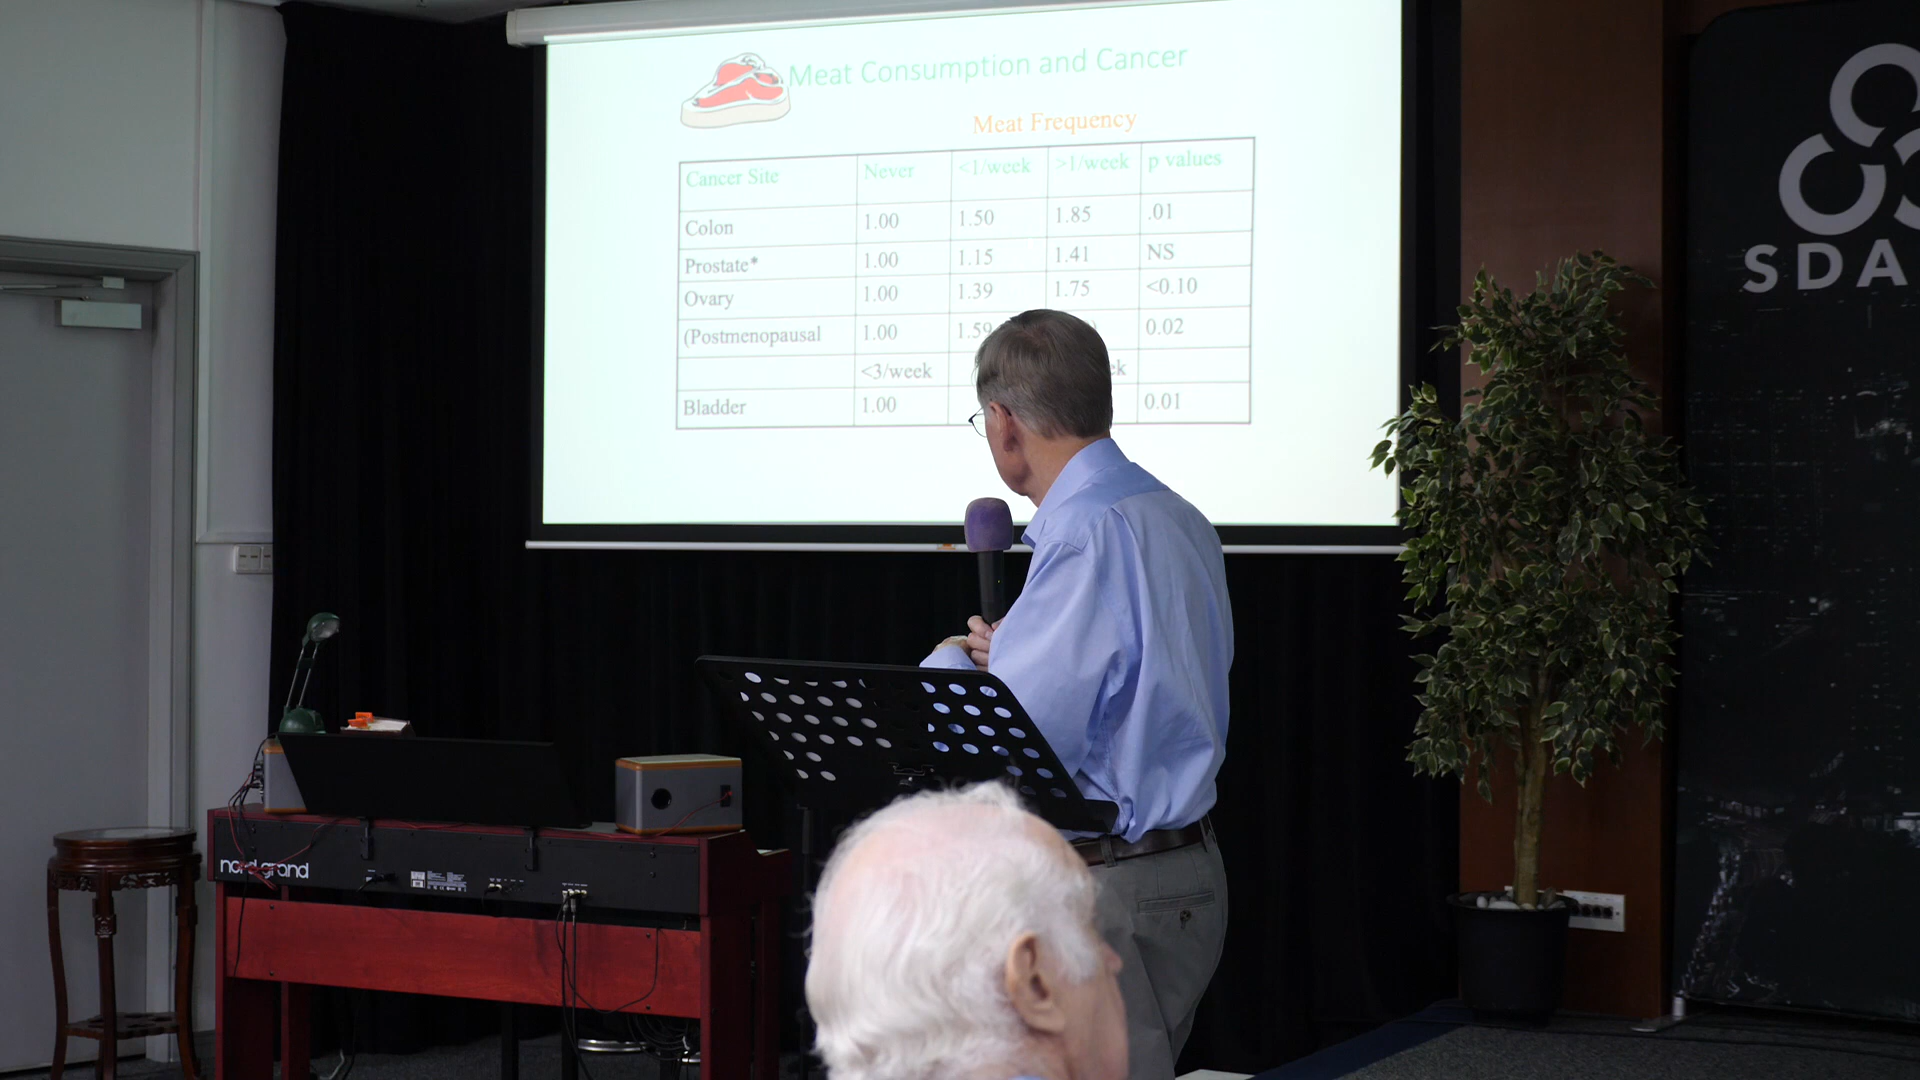 Meat Consumption and Cancer
Meat Frequency
Cancer Site Never <1/week >1/week p values
Colon 1.00 1.50 1.85 .01
Prostate* 1.00 1.15 1.41 NS
Ovary 1.00 1.39 1.75 <0.10
(Postmenopausal 1.00 1.59 0.02
<3/week
Bladder 1.00 0.01
SDA
nord grand